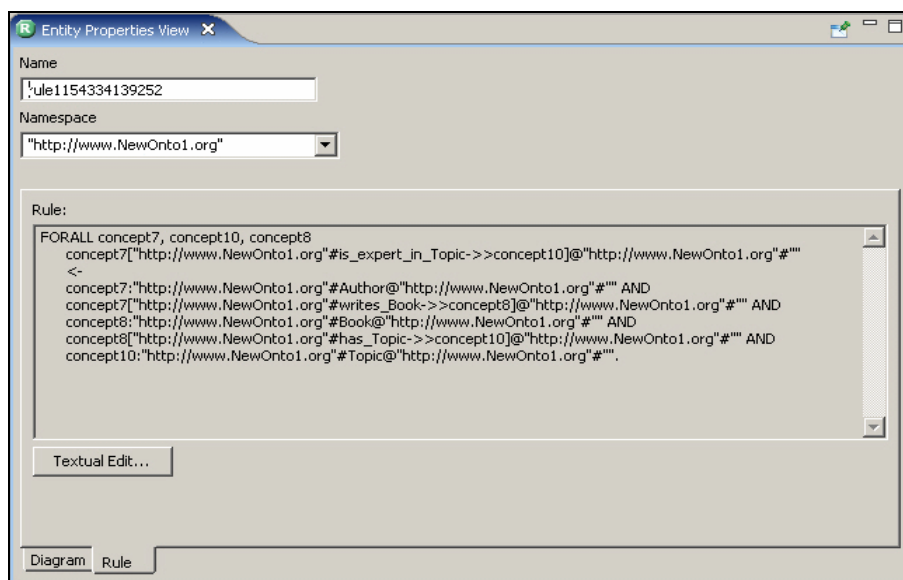 Entity Properties View
Name
rule1154334139252
Namespace
"http://www.NewOnto1.org"
Rule:
FORALL concept7, concept10, concept8
concept7["http://www.NewOnto1.org"#is_expert_in_Topic->>concept10]@"http://www.NewOnto1.org"#""
<-
concept7:"http://www.NewOnto1.org"#Author@"http://www.NewOnto1.org"#"" AND
concept7["http://www.NewOnto1.org"#writes_Book->>concept8]@"http://www.NewOnto1.org"#"" AND
concept8:"http://www.NewOnto1.org"#Book@"http://www.NewOnto1.org"#"" AND
concept8["http://www.NewOnto1.org"#has_Topic->>concept10]@"http://www.NewOnto1.org"#"" AND
concept10:"http://www.NewOnto1.org"#Topic@"http://www.NewOnto1.org"#"".
Textual Edit...
Diagram Rule